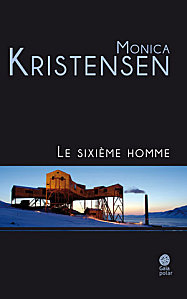 Monica
Kristensen
Le sixième homme
Gaïa
polar